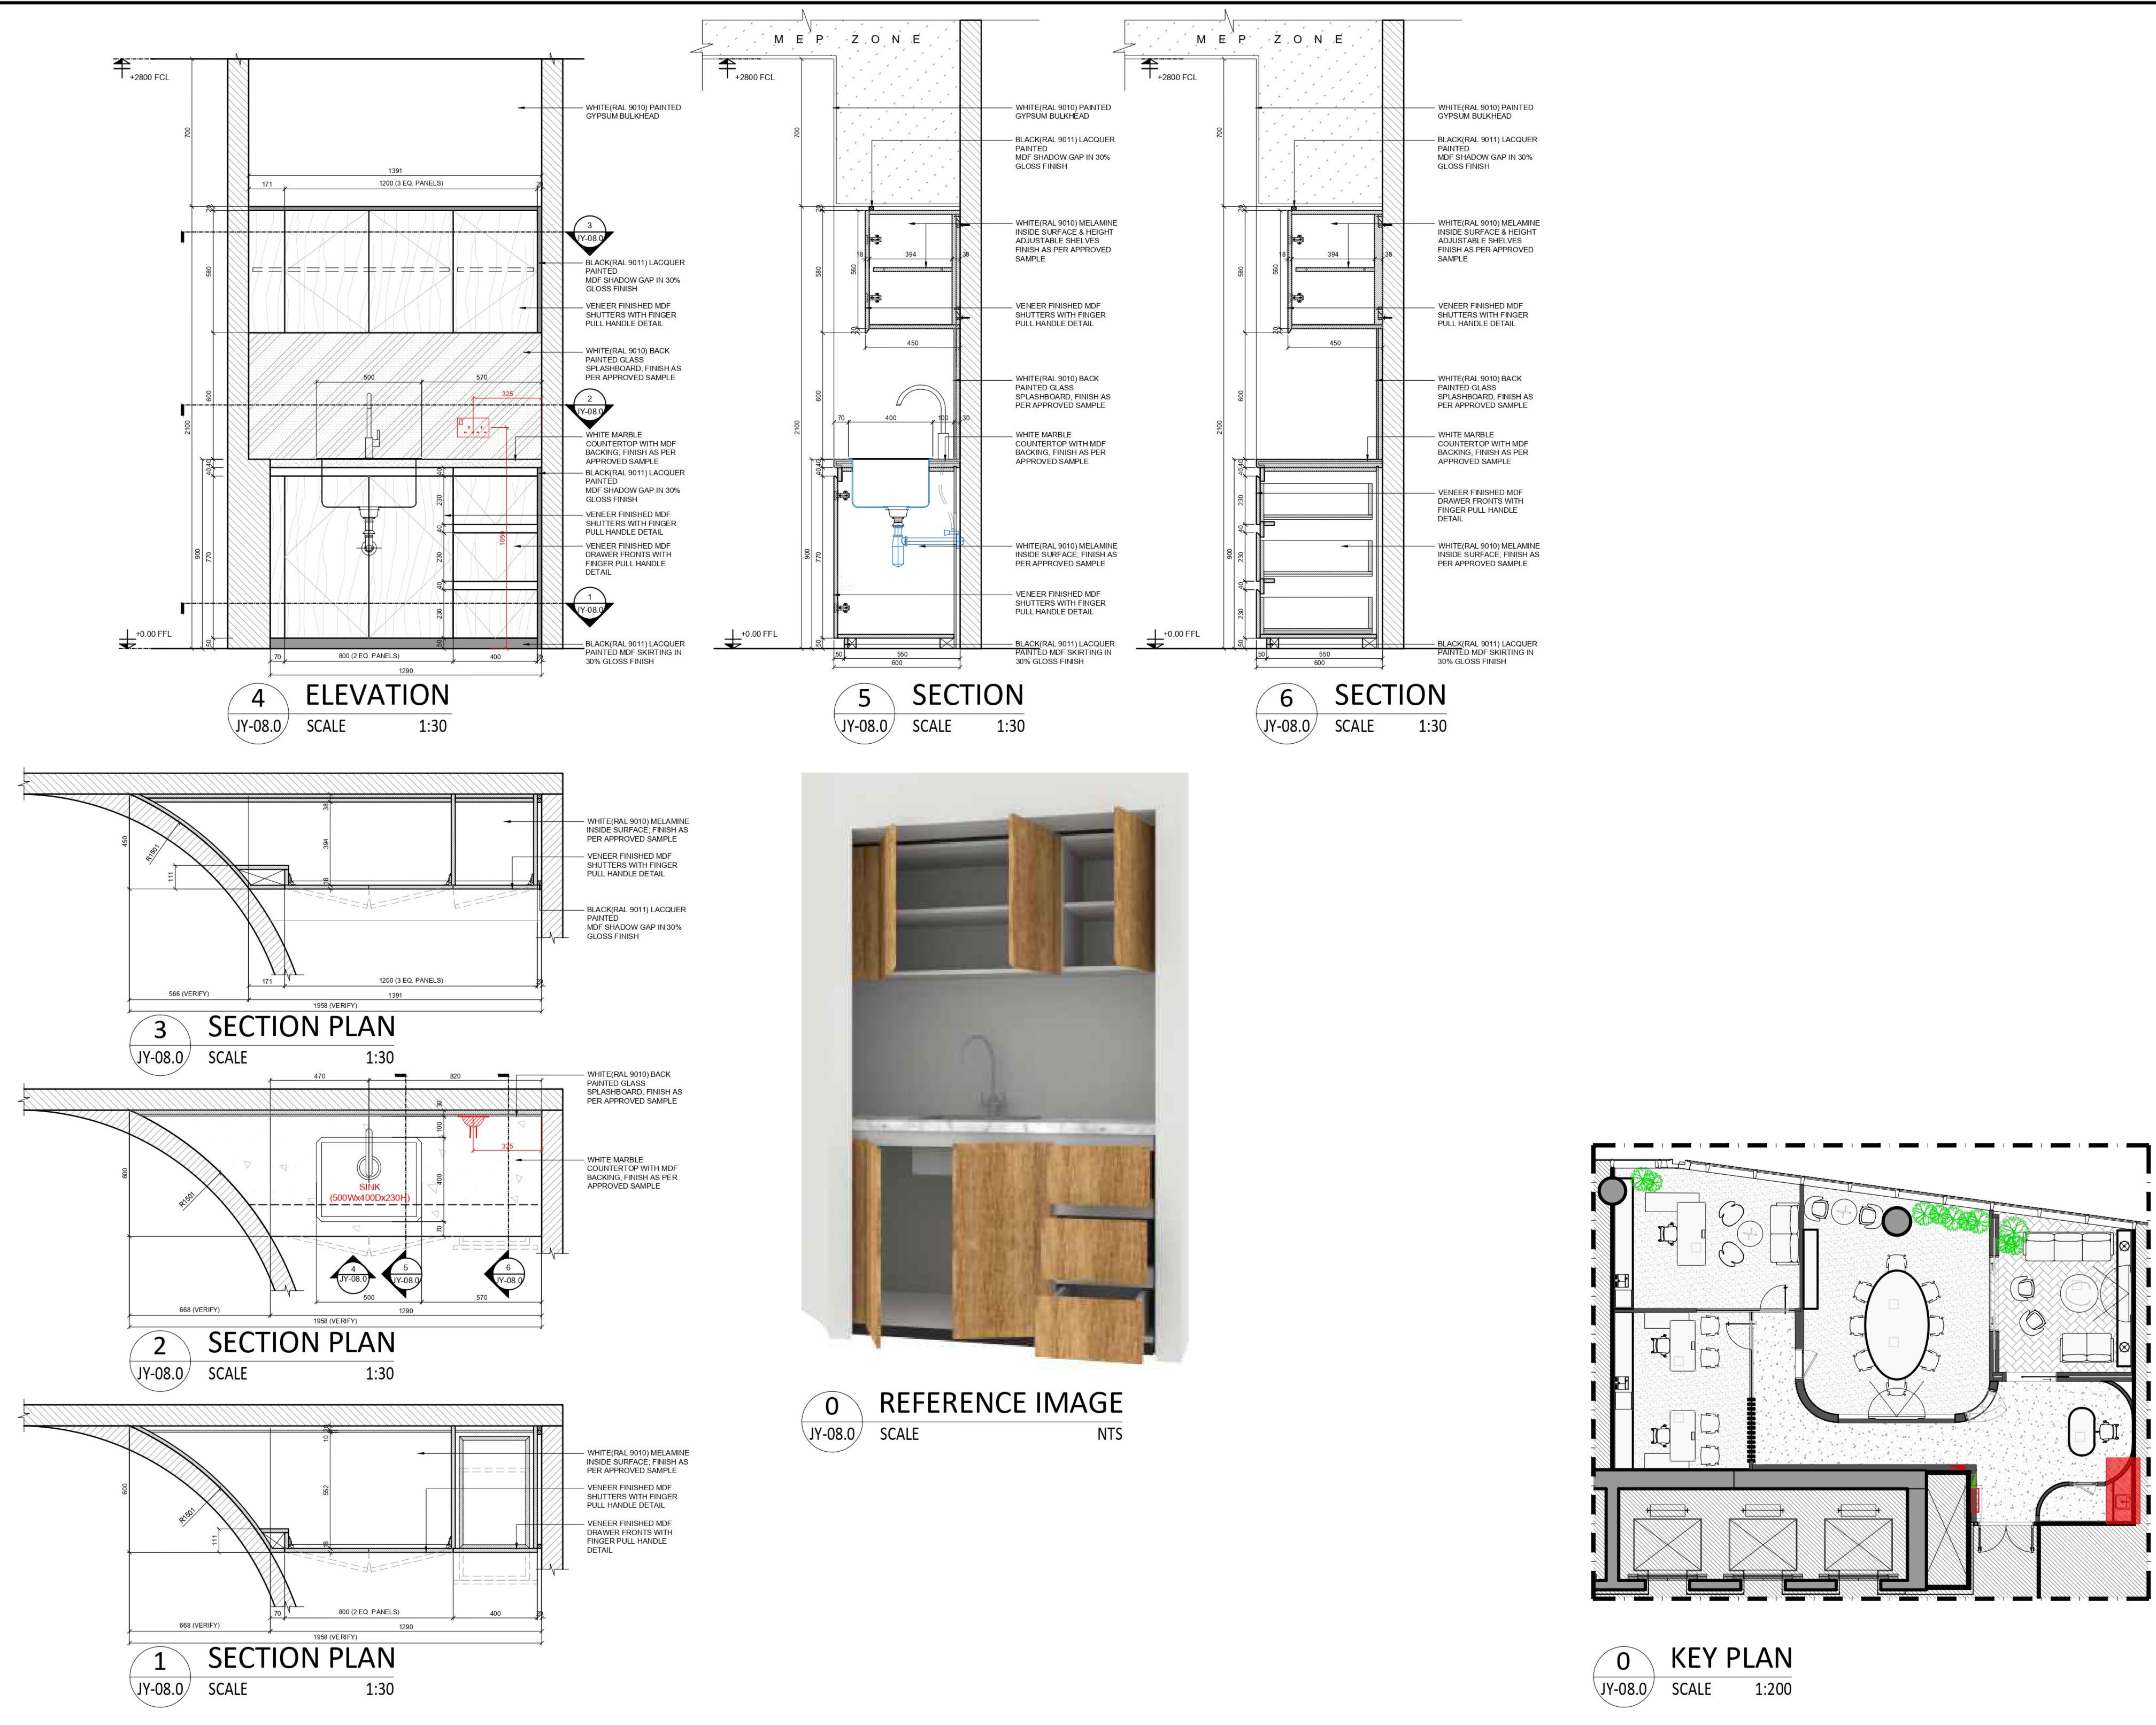 +2800 FCL
700
1391
171
1200 (3 EQ. PANELS)
20
580
600
2100
500
570
325
40 40
40
230
40
1050
900
770
230
40
230
+0.00 FFL
50
50
70
800 (2 EQ. PANELS)
400
1290
WHITE(RAL 9010) PAINTED
GYPSUM BULKHEAD
3
JY-08.0
BLACK(RAL 9011) LACQUER
PAINTED
MDF SHADOW GAP IN 30%
GLOSS FINISH
VENEER FINISHED MDF
SHUTTERS WITH FINGER
PULL HANDLE DETAIL
WHITE(RAL 9010) BACK
PAINTED GLASS
SPLASHBOARD, FINISH AS
PER APPROVED SAMPLE
2
JY-08.0
WHITE MARBLE
COUNTERTOP WITH MDF
BACKING, FINISH AS PER
APPROVED SAMPLE
BLACK(RAL 9011) LACQUER
PAINTED
MDF SHADOW GAP IN 30%
GLOSS FINISH
VENEER FINISHED MDF
SHUTTERS WITH FINGER
PULL HANDLE DETAIL
VENEER FINISHED MDF
DRAWER FRONTS WITH
FINGER PULL HANDLE
DETAIL
1
JY-08.0
BLACK(RAL 9011) LACQUER
PAINTED MDF SKIRTING IN
30% GLOSS FINISH
4
ELEVATION
JY-08.0
SCALE 1:30
MEP ZONE
+2800 FCL
700
20
580
560
18
394
38
20
450
600
2100
70
400
100
30
40 40
900
770
+0.00 FFL
50
50
550
600
WHITE(RAL 9010) PAINTED
GYPSUM BULKHEAD
BLACK(RAL 9011) LACQUER
PAINTED
MDF SHADOW GAP IN 30%
GLOSS FINISH
WHITE(RAL 9010) MELAMINE
INSIDE SURFACE & HEIGHT
ADJUSTABLE SHELVES
FINISH AS PER APPROVED
SAMPLE
VENEER FINISHED MDF
SHUTTERS WITH FINGER
PULL HANDLE DETAIL
WHITE(RAL 9010) BACK
PAINTED GLASS
SPLASHBOARD, FINISH AS
PER APPROVED SAMPLE
WHITE MARBLE
COUNTERTOP WITH MDF
BACKING, FINISH AS PER
APPROVED SAMPLE
WHITE(RAL 9010) MELAMINE
INSIDE SURFACE; FINISH AS
PER APPROVED SAMPLE
VENEER FINISHED MDF
SHUTTERS WITH FINGER
PULL HANDLE DETAIL
BLACK(RAL 9011) LACQUER
PAINTED MDF SKIRTING IN
30% GLOSS FINISH
5
SECTION
JY-08.0
SCALE 1:30
MEP ZONE
+2800 FCL
700
20
580
560
18
394
38
20
450
600
2100
40 40
230
40
900
230
40
230
+0.00 FFL
50
50
550
600
WHITE(RAL 9010) PAINTED
GYPSUM BULKHEAD
BLACK(RAL 9011) LACQUER
PAINTED
MDF SHADOW GAP IN 30%
GLOSS FINISH
WHITE(RAL 9010) MELAMINE
INSIDE SURFACE & HEIGHT
ADJUSTABLE SHELVES
FINISH AS PER APPROVED
SAMPLE
VENEER FINISHED MDF
SHUTTERS WITH FINGER
PULL HANDLE DETAIL
WHITE(RAL 9010) BACK
PAINTED GLASS
SPLASHBOARD, FINISH AS
PER APPROVED SAMPLE
WHITE MARBLE
COUNTERTOP WITH MDF
BACKING, FINISH AS PER
APPROVED SAMPLE
VENEER FINISHED MDF
DRAWER FRONTS WITH
FINGER PULL HANDLE
DETAIL
WHITE(RAL 9010) MELAMINE
INSIDE SURFACE; FINISH AS
PER APPROVED SAMPLE
BLACK(RAL 9011) LACQUER
PAINTED MDF SKIRTING IN
30% GLOSS FINISH
6
SECTION
JY-08.0
SCALE 1:30
450
R1501
111
38
394
18
171
1200 (3 EQ. PANELS)
566 (VERIFY)
1391
1958 (VERIFY)
WHITE(RAL 9010) MELAMINE
INSIDE SURFACE; FINISH AS
PER APPROVED SAMPLE
VENEER FINISHED MDF
SHUTTERS WITH FINGER
PULL HANDLE DETAIL
BLACK(RAL 9011) LACQUER
PAINTED
MDF SHADOW GAP IN 30%
GLOSS FINISH
3
SECTION PLAN
JY-08.0
SCALE 1:30
470
820
30
100
325
600
R1501
SINK
(500Wx400Dx230H)
400
70
4
JY-08.0
5
JY-08.0
6
JY-08.0
500
570
668 (VERIFY)
1290
1958 (VERIFY)
WHITE(RAL 9010) BACK
PAINTED GLASS
SPLASHBOARD, FINISH AS
PER APPROVED SAMPLE
WHITE MARBLE
COUNTERTOP WITH MDF
BACKING, FINISH AS PER
APPROVED SAMPLE
2
SECTION PLAN
JY-08.0
SCALE 1:30
10 20
600
R1501
552
111
18
70
800 (2 EQ. PANELS)
400
668 (VERIFY)
1290
1958 (VERIFY)
WHITE(RAL 9010) MELAMINE
INSIDE SURFACE; FINISH AS
PER APPROVED SAMPLE
VENEER FINISHED MDF
SHUTTERS WITH FINGER
PULL HANDLE DETAIL
VENEER FINISHED MDF
DRAWER FRONTS WITH
FINGER PULL HANDLE
DETAIL
1
SECTION PLAN
JY-08.0
SCALE 1:30
0
REFERENCE IMAGE
JY-08.0
SCALE NTS
0
KEY PLAN
JY-08.0
SCALE 1:200